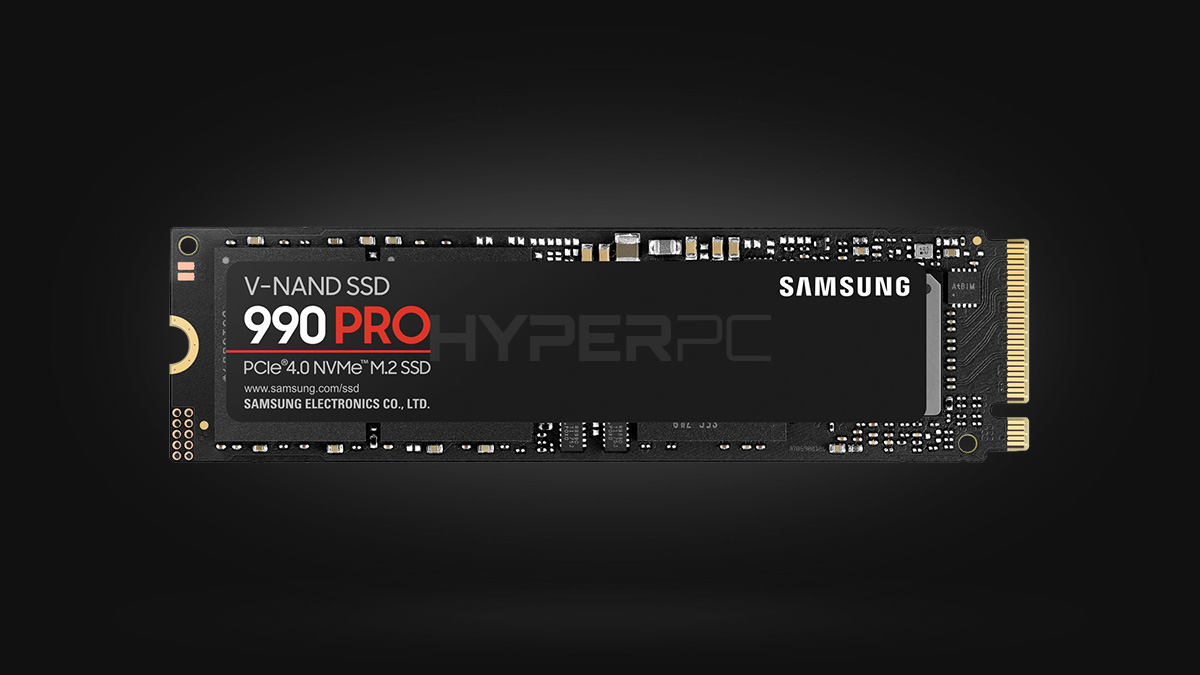 V-NAND SSD
SAMSUNG
990 PRO
HYPERPC
PCIe®4.0 NVMe™ M.2 SSD
www.samsung.com/ssd
SAMSUNG ELECTRONICS CO., LTD.